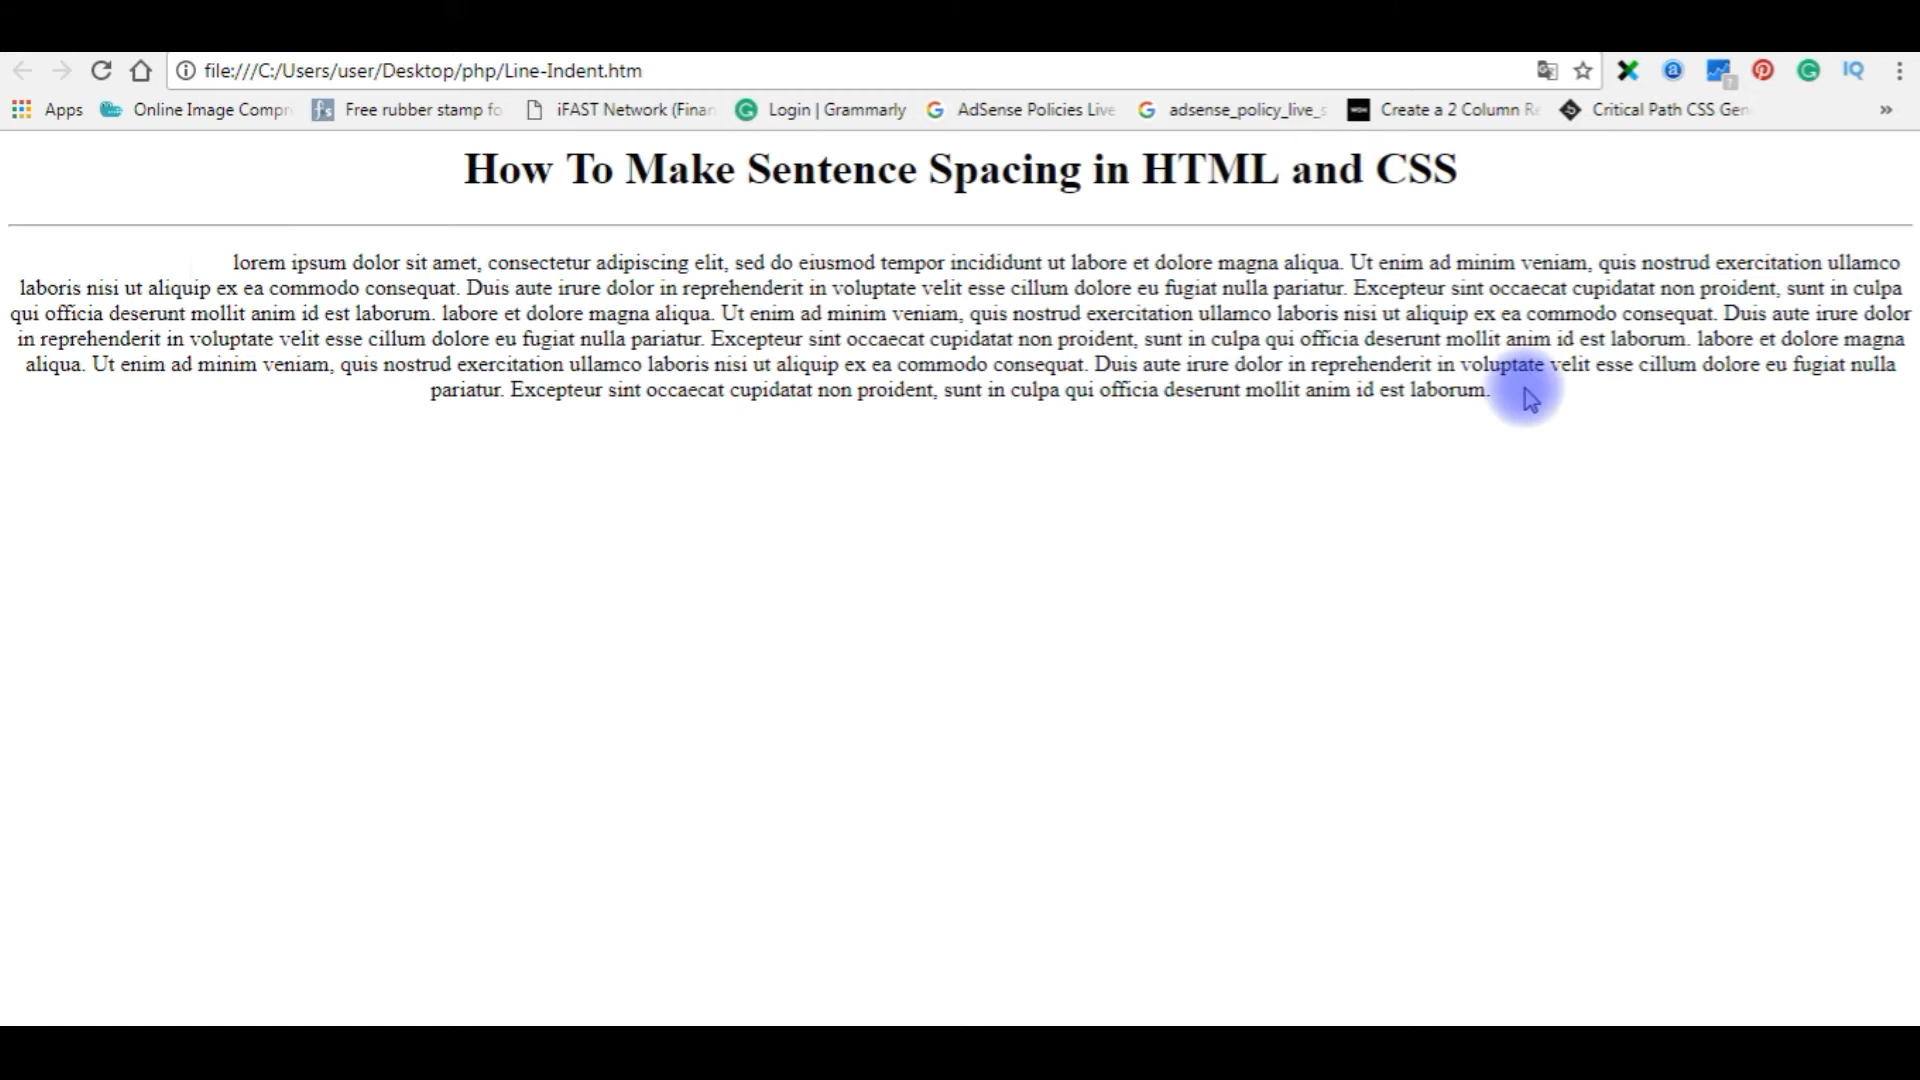 file:///C:/Users/user/Desktop/php/Line-Indent.htm
Apps Online Image Compr Free rubber stamp fo iFAST Network (Finan Login | Grammarly AdSense Policies Live adsense_policy_live_s Create a 2 Column Re Critical Path CSS Gen »
How To Make Sentence Spacing in HTML and CSS
lorem ipsum dolor sit amet, consectetur adipiscing elit, sed do eiusmod tempor incididunt ut labore et dolore magna aliqua. Ut enim ad minim veniam, quis nostrud exercitation ullamco
laboris nisi ut aliquip ex ea commodo consequat. Duis aute irure dolor in reprehenderit in voluptate velit esse cillum dolore eu fugiat nulla pariatur. Excepteur sint occaecat cupidatat non proident, sunt in culpa
qui officia deserunt mollit anim id est laborum. labore et dolore magna aliqua. Ut enim ad minim veniam, quis nostrud exercitation ullamco laboris nisi ut aliquip ex ea commodo consequat. Duis aute irure dolor
in reprehenderit in voluptate velit esse cillum dolore eu fugiat nulla pariatur. Excepteur sint occaecat cupidatat non proident, sunt in culpa qui officia deserunt mollit anim id est laborum. labore et dolore magna
aliqua. Ut enim ad minim veniam, quis nostrud exercitation ullamco laboris nisi ut aliquip ex ea commodo consequat. Duis aute irure dolor in reprehenderit in voluptate velit esse cillum dolore eu fugiat nulla
pariatur. Excepteur sint occaecat cupidatat non proident, sunt in culpa qui officia deserunt mollit anim id est laborum.